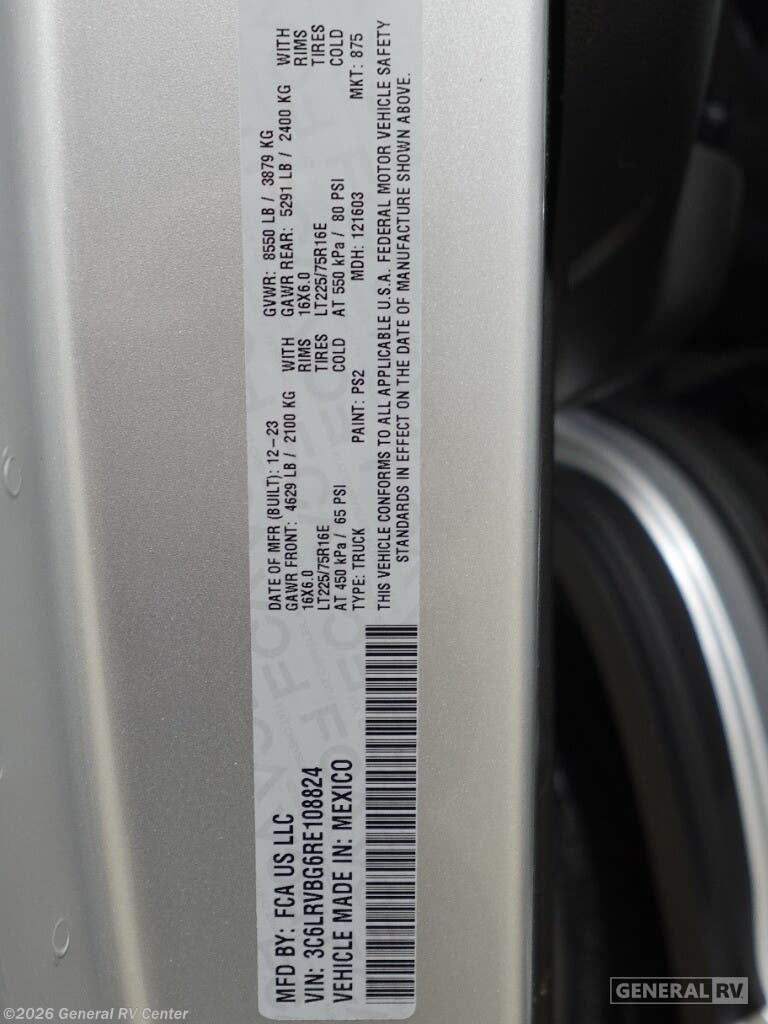 MFD BY: FCA US LLC
VIN: 3C6LRVBG6RE108824
VEHICLE MADE IN: MEXICO
DATE OF MFR (BUILT): 12-23 GVWR: 8550 LB / 3879 KG
GAWR FRONT: 4629 LB / 2100 KG WITH GAWR REAR: 5291 LB / 2400 KG WITH
16X6.0 RIMS 16X6.0 RIMS
LT225/75R16E TIRES LT225/75R16E TIRES
AT 450 kPa / 65 PSI COLD AT 550 kPa / 80 PSI COLD
TYPE: TRUCK PAINT: PS2 MDH: 121603 MKT: 875
THIS VEHICLE CONFORMS TO ALL APPLICABLE U.S.A. FEDERAL MOTOR VEHICLE SAFETY
STANDARDS IN EFFECT ON THE DATE OF MANUFACTURE SHOWN ABOVE.
GENERAL RV
©2026 General RV Center